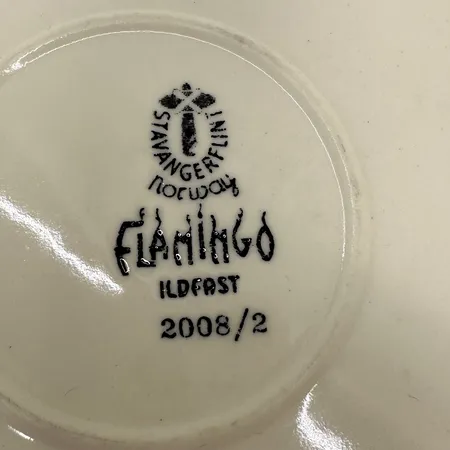 STAVANGERFLINT
norway
FLAMINGO
ILDFAST
2008/2